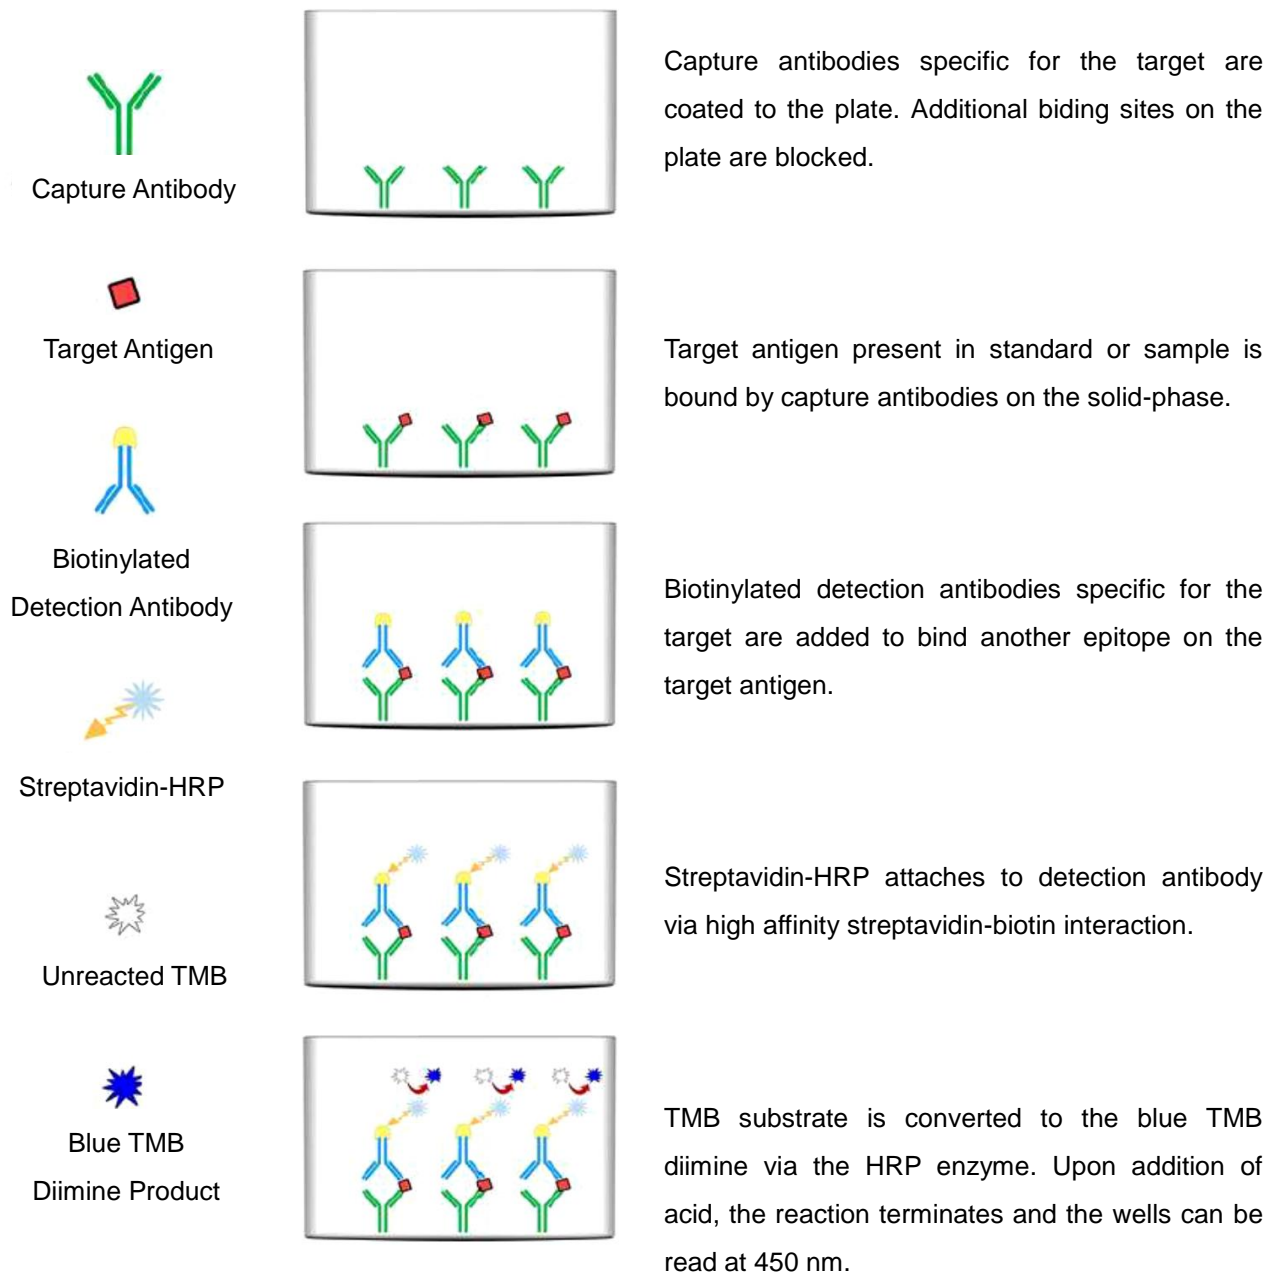 Capture Antibody
Capture antibodies specific for the target are
coated to the plate. Additional biding sites on the
plate are blocked.
Target Antigen
Target antigen present in standard or sample is
bound by capture antibodies on the solid-phase.
Biotinylated
Detection Antibody
Biotinylated detection antibodies specific for the
target are added to bind another epitope on the
target antigen.
Streptavidin-HRP
Streptavidin-HRP attaches to detection antibody
via high affinity streptavidin-biotin interaction.
Unreacted TMB
Blue TMB
Diimine Product
TMB substrate is converted to the blue TMB
diimine via the HRP enzyme. Upon addition of
acid, the reaction terminates and the wells can be
read at 450 nm.